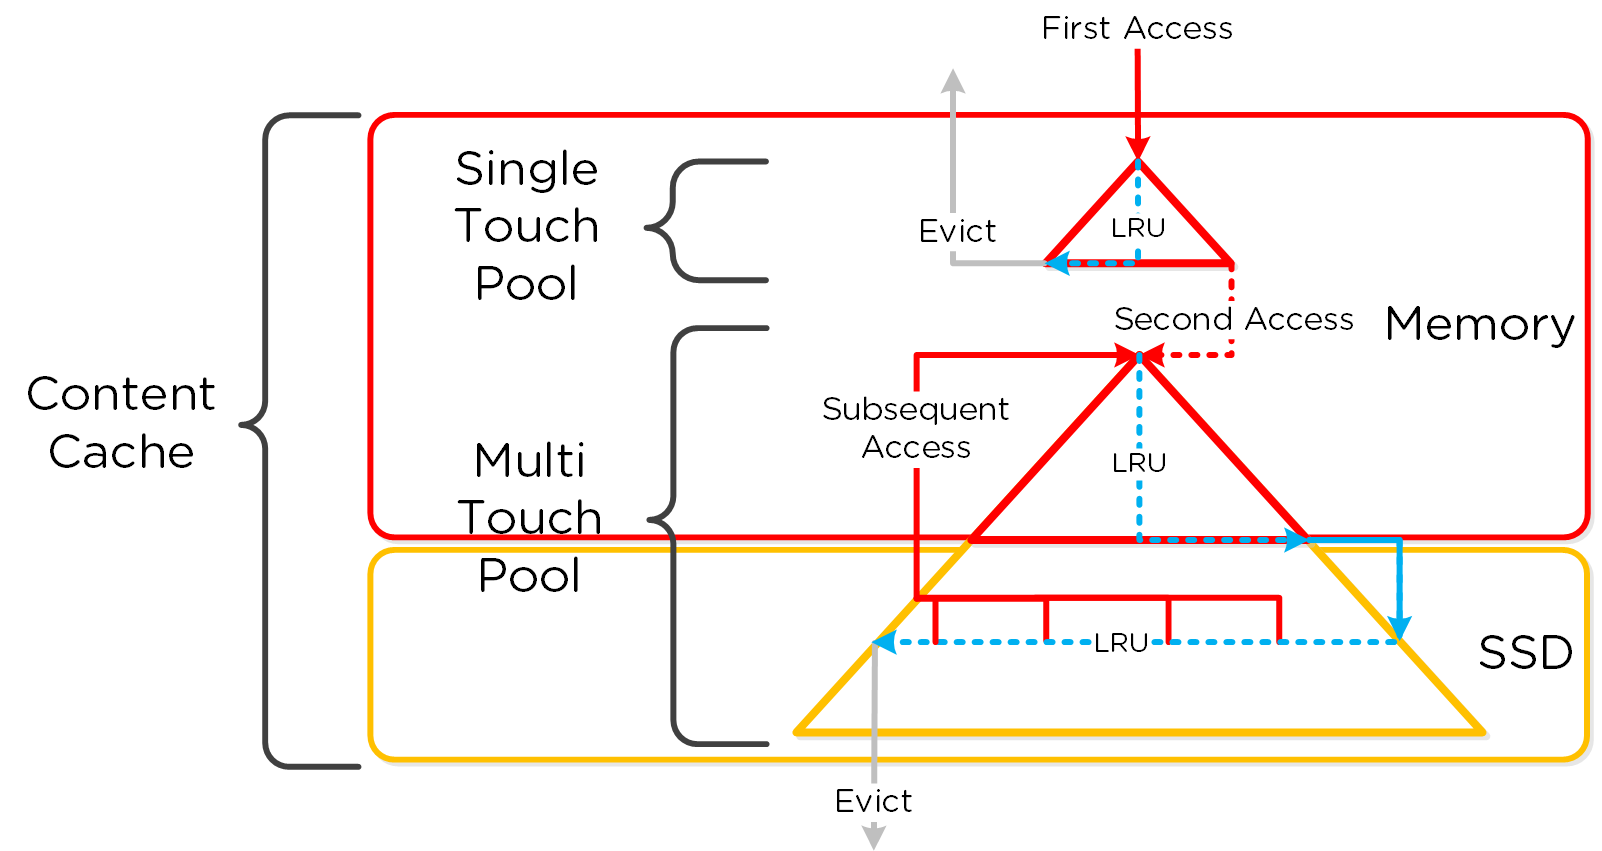 First Access
Single
Touch
Pool
Evict
LRU
Second Access
Memory
Content
Cache
Subsequent
Access
Multi
Touch
Pool
LRU
LRU
SSD
Evict